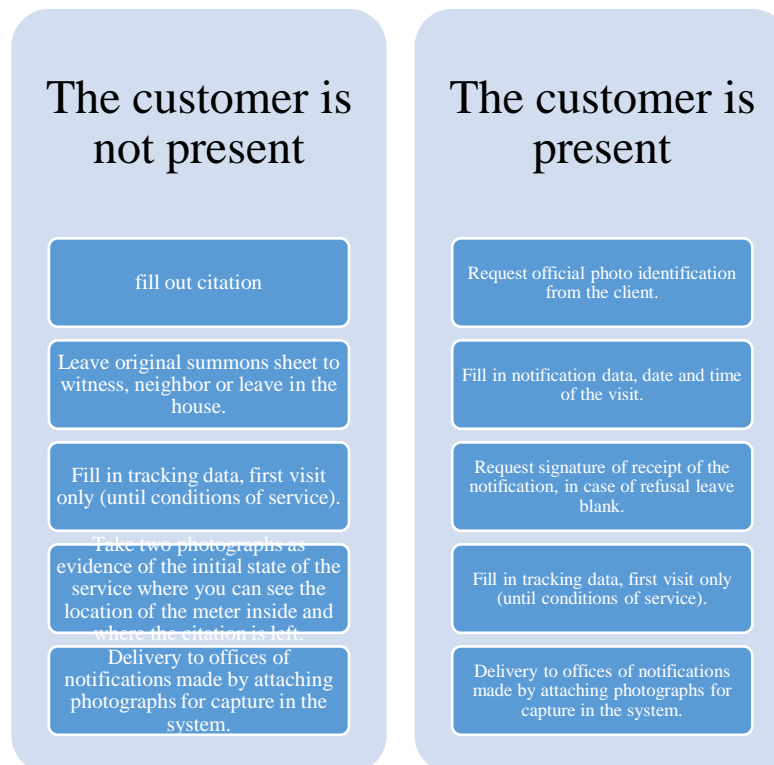 The customer is
not present
fill out citation
Leave original summons sheet to
witness, neighbor or leave in the
house.
Fill in tracking data, first visit
only (until conditions of service).
Take two photographs as
evidence of the initial state of the
service where you can see the
location of the meter inside and
where the citation is left.
Delivery to offices of
notifications made by attaching
photographs for capture in the
system.
The customer is
present
Request official photo identification
from the client.
Fill in notification data, date and time
of the visit.
Request signature of receipt of the
notification, in case of refusal leave
blank.
Fill in tracking data, first visit only
(until conditions of service).
Delivery to offices of notifications
made by attaching photographs for
capture in the system.